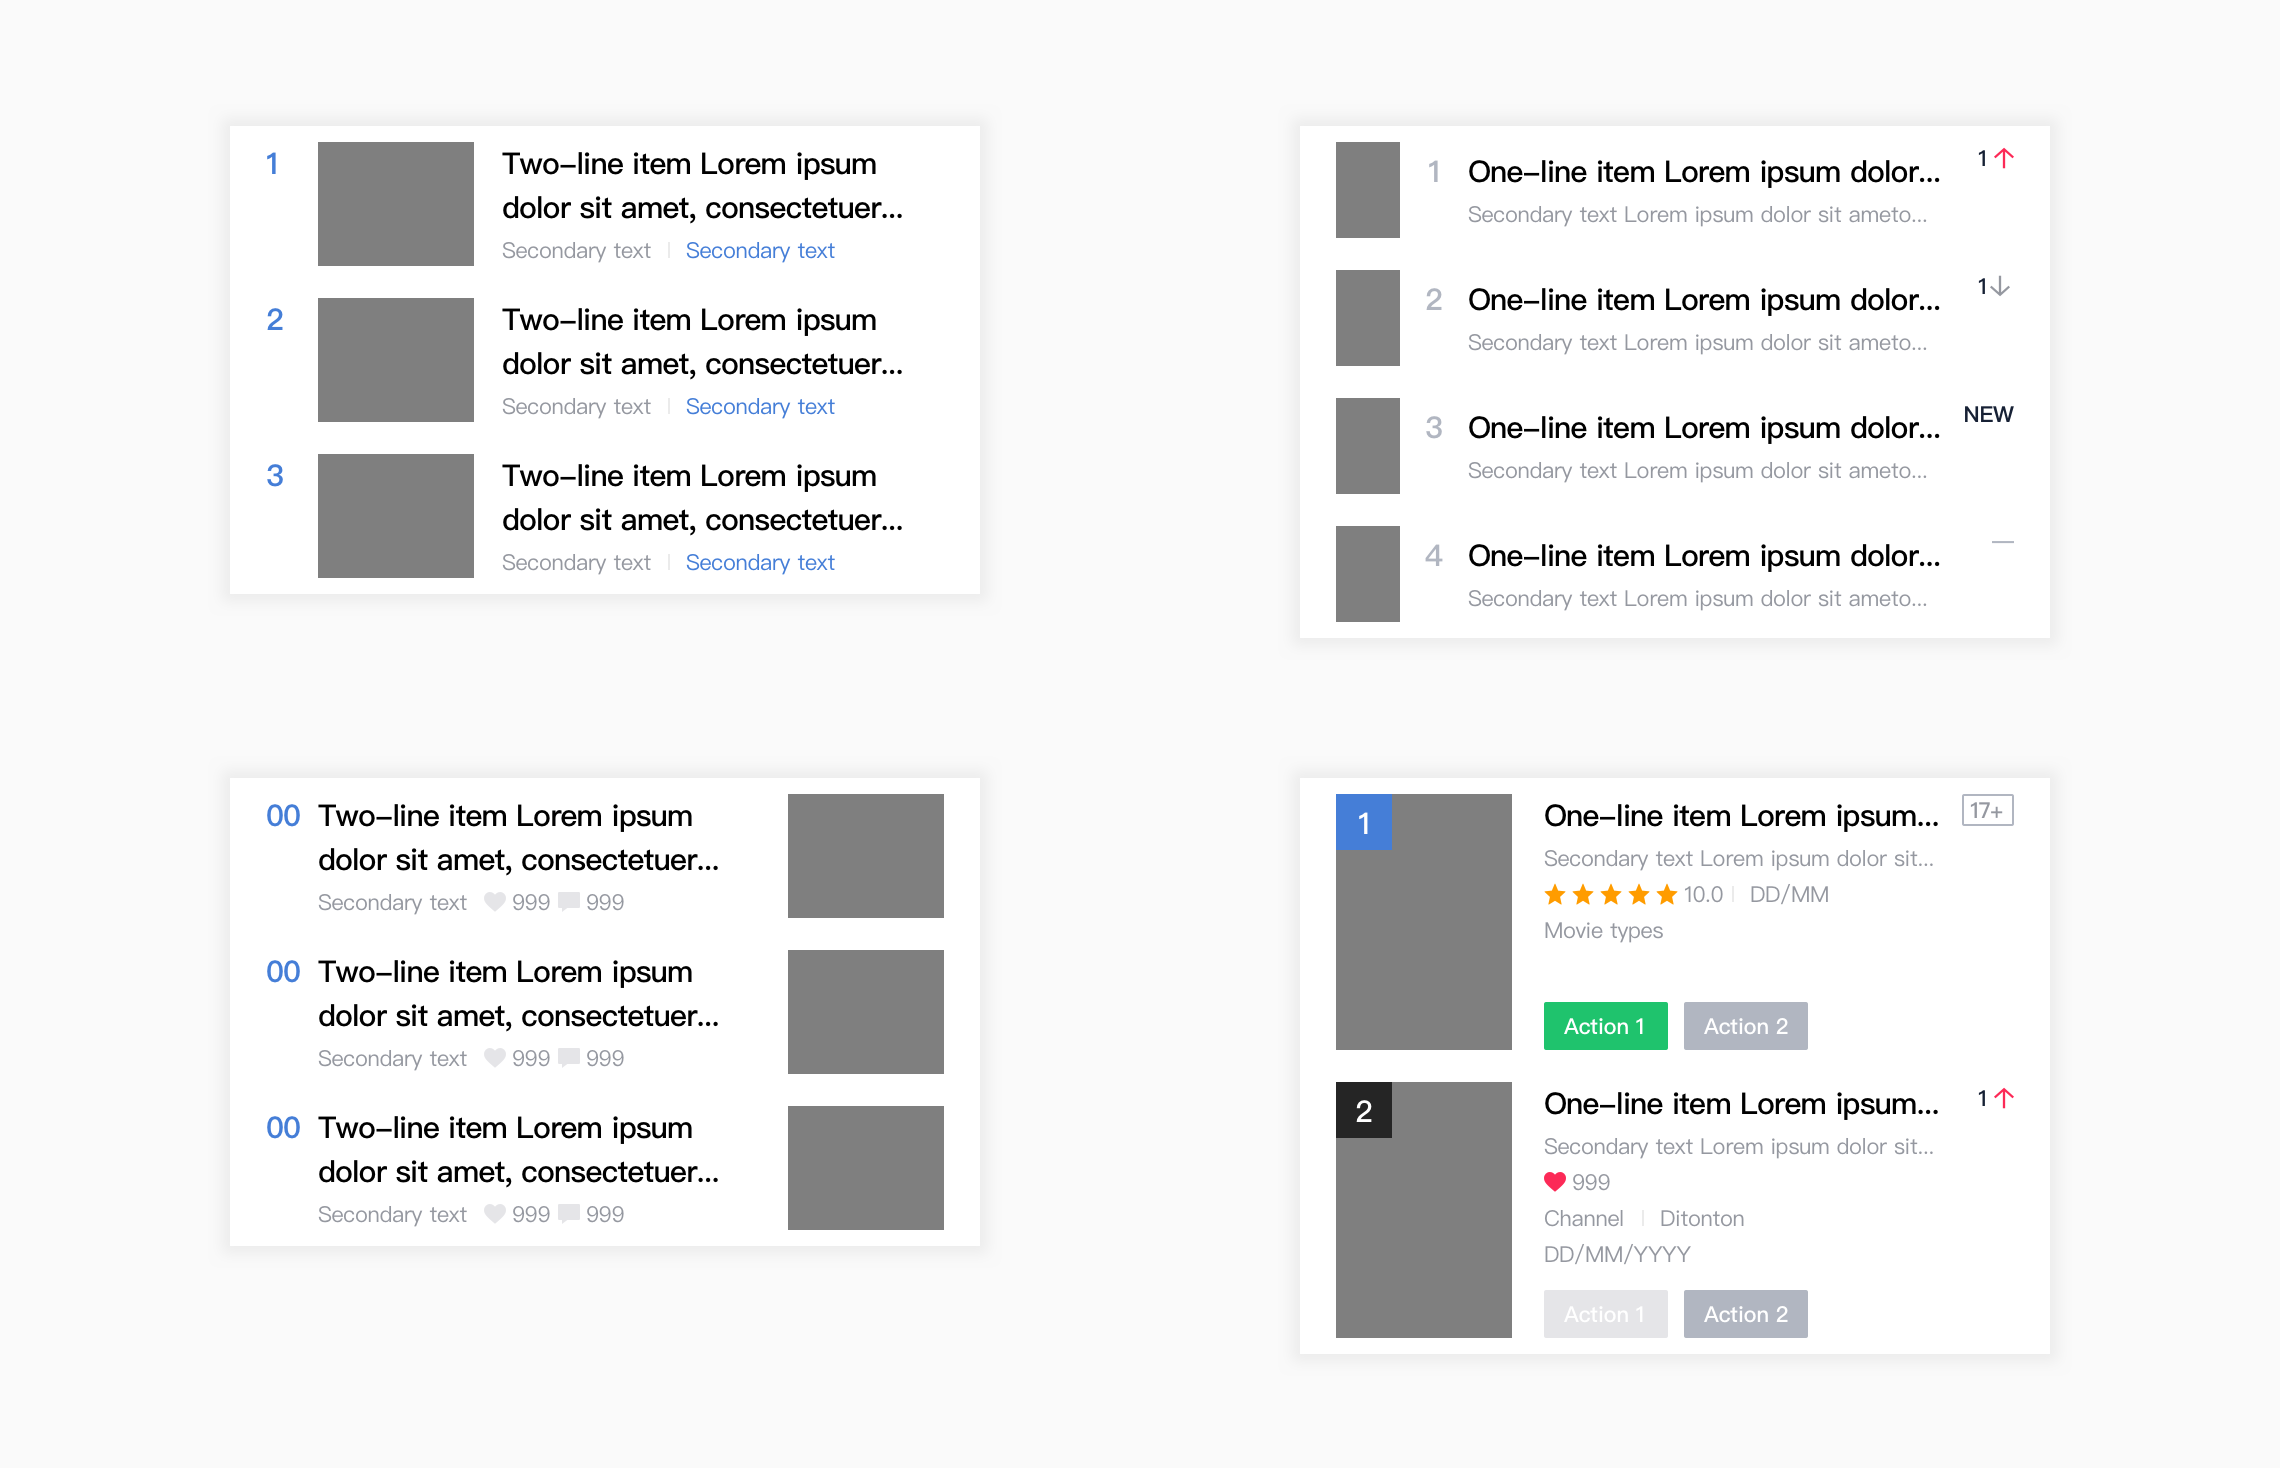 1
Two-line item Lorem ipsum
dolor sit amet, consectetuer...
Secondary text | Secondary text
2
Two-line item Lorem ipsum
dolor sit amet, consectetuer...
Secondary text | Secondary text
3
Two-line item Lorem ipsum
dolor sit amet, consectetuer...
Secondary text | Secondary text
1 One-line item Lorem ipsum dolor... 1↑
Secondary text Lorem ipsum dolor sit ameto...
2 One-line item Lorem ipsum dolor... 1↓
Secondary text Lorem ipsum dolor sit ameto...
3 One-line item Lorem ipsum dolor... NEW
Secondary text Lorem ipsum dolor sit ameto...
4 One-line item Lorem ipsum dolor... —
Secondary text Lorem ipsum dolor sit ameto...
00 Two-line item Lorem ipsum
dolor sit amet, consectetuer...
Secondary text 999 999
00 Two-line item Lorem ipsum
dolor sit amet, consectetuer...
Secondary text 999 999
00 Two-line item Lorem ipsum
dolor sit amet, consectetuer...
Secondary text 999 999
1 One-line item Lorem ipsum... 17+
Secondary text Lorem ipsum dolor sit...
★★★★★ 10.0 | DD/MM
Movie types
Action 1 Action 2
2 One-line item Lorem ipsum... 1↑
Secondary text Lorem ipsum dolor sit...
999
Channel | Ditonton
DD/MM/YYYY
Action 1 Action 2